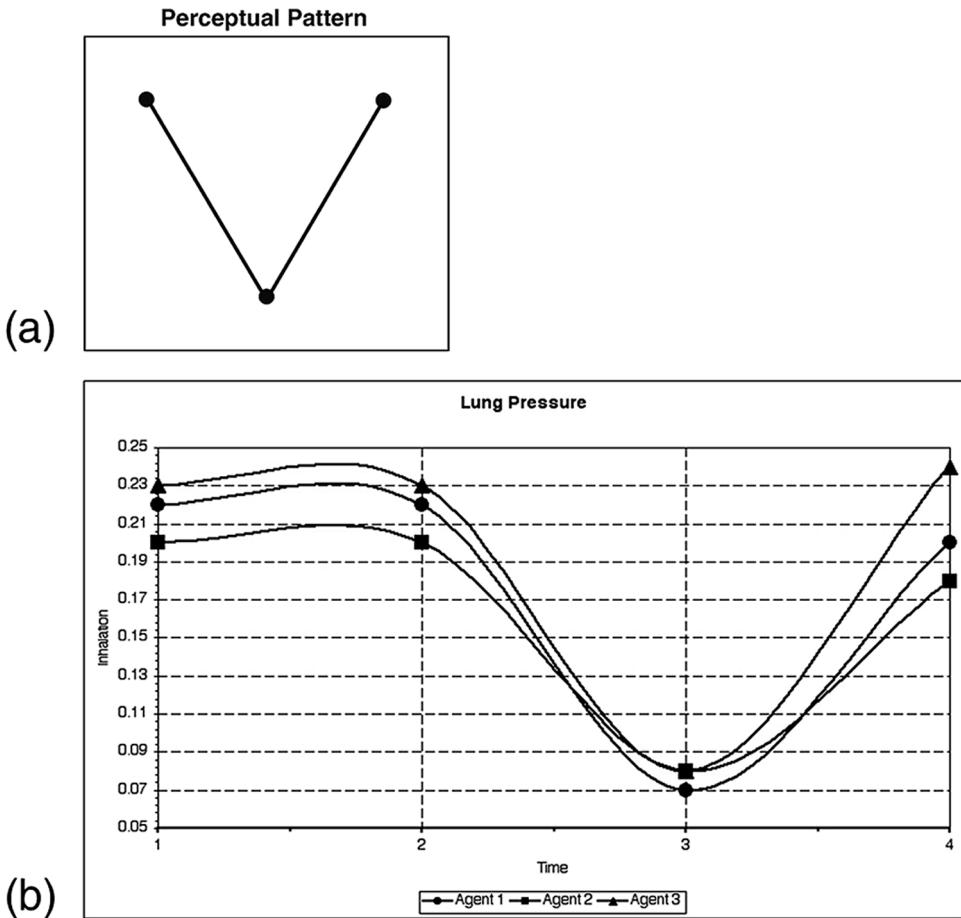 Perceptual Pattern
(a)
Lung Pressure
0.25
0.23
0.21
0.19
0.17
0.15
0.13
0.11
0.09
0.07
0.05
Inhalation
1 2 3 4
Time
Agent 1 Agent 2 Agent 3
(b)